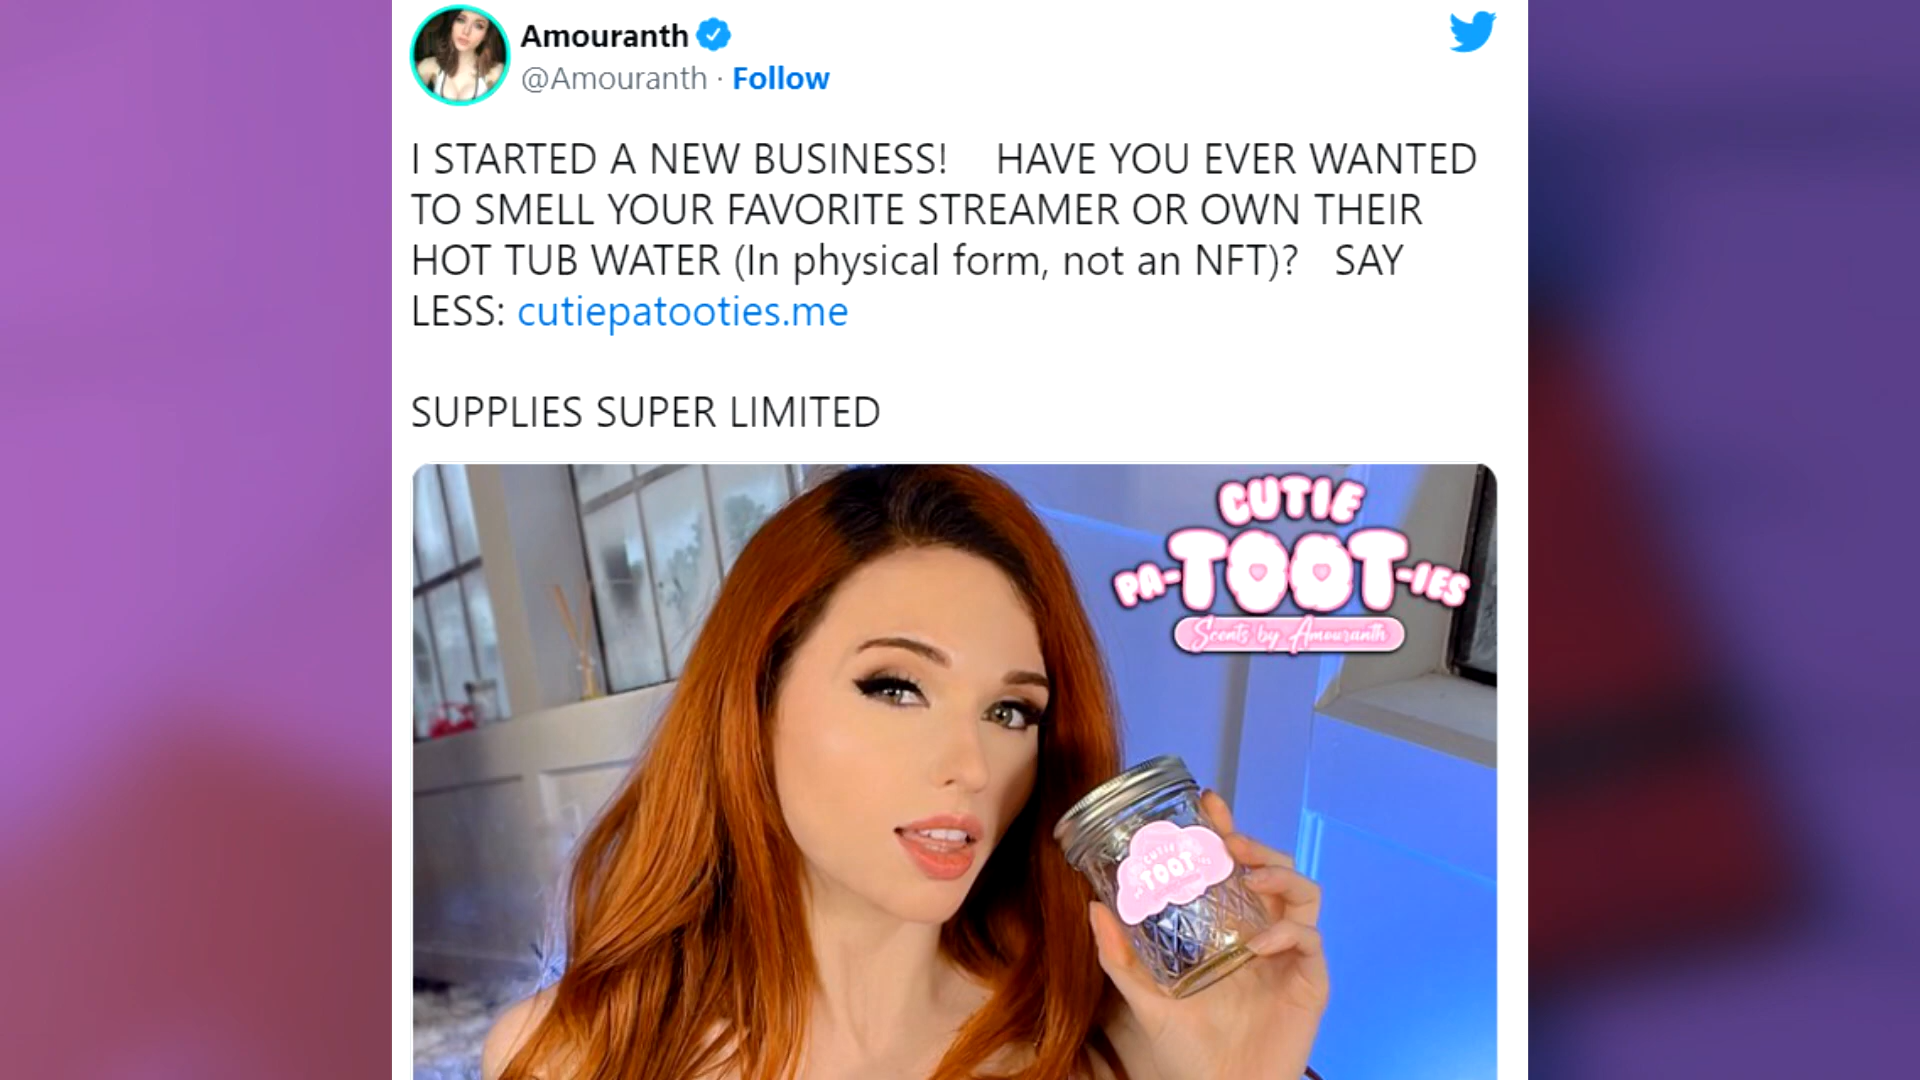 Amouranth
@Amouranth · Follow
I STARTED A NEW BUSINESS! HAVE YOU EVER WANTED
TO SMELL YOUR FAVORITE STREAMER OR OWN THEIR
HOT TUB WATER (In physical form, not an NFT)? SAY
LESS: cutiepatooties.me
SUPPLIES SUPER LIMITED
CUTIE
PA-TOOT-IES
Scents by Amouranth
CUTIE
TOOT